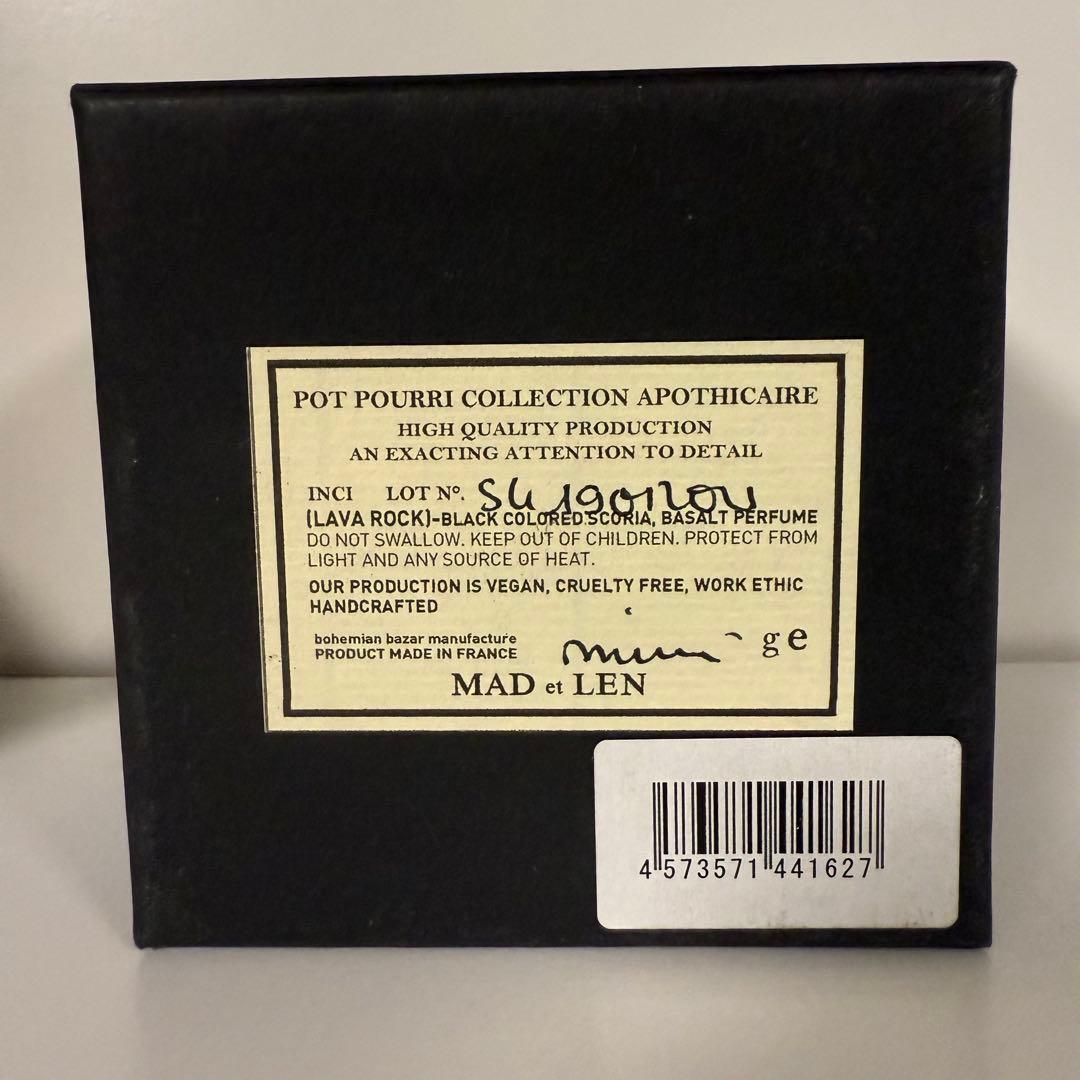 POT POURRI COLLECTION APOTHICAIRE
HIGH QUALITY PRODUCTION
AN EXACTING ATTENTION TO DETAIL
INCI LOT Nº.
(LAVA ROCK)-BLACK COLORED SCORIA, BASALT PERFUME
DO NOT SWALLOW. KEEP OUT OF CHILDREN. PROTECT FROM
LIGHT AND ANY SOURCE OF HEAT.
OUR PRODUCTION IS VEGAN, CRUELTY FREE, WORK ETHIC
HANDCRAFTED
bohemian bazar manufacture
PRODUCT MADE IN FRANCE
g e
MAD et LEN
4 573571 441627